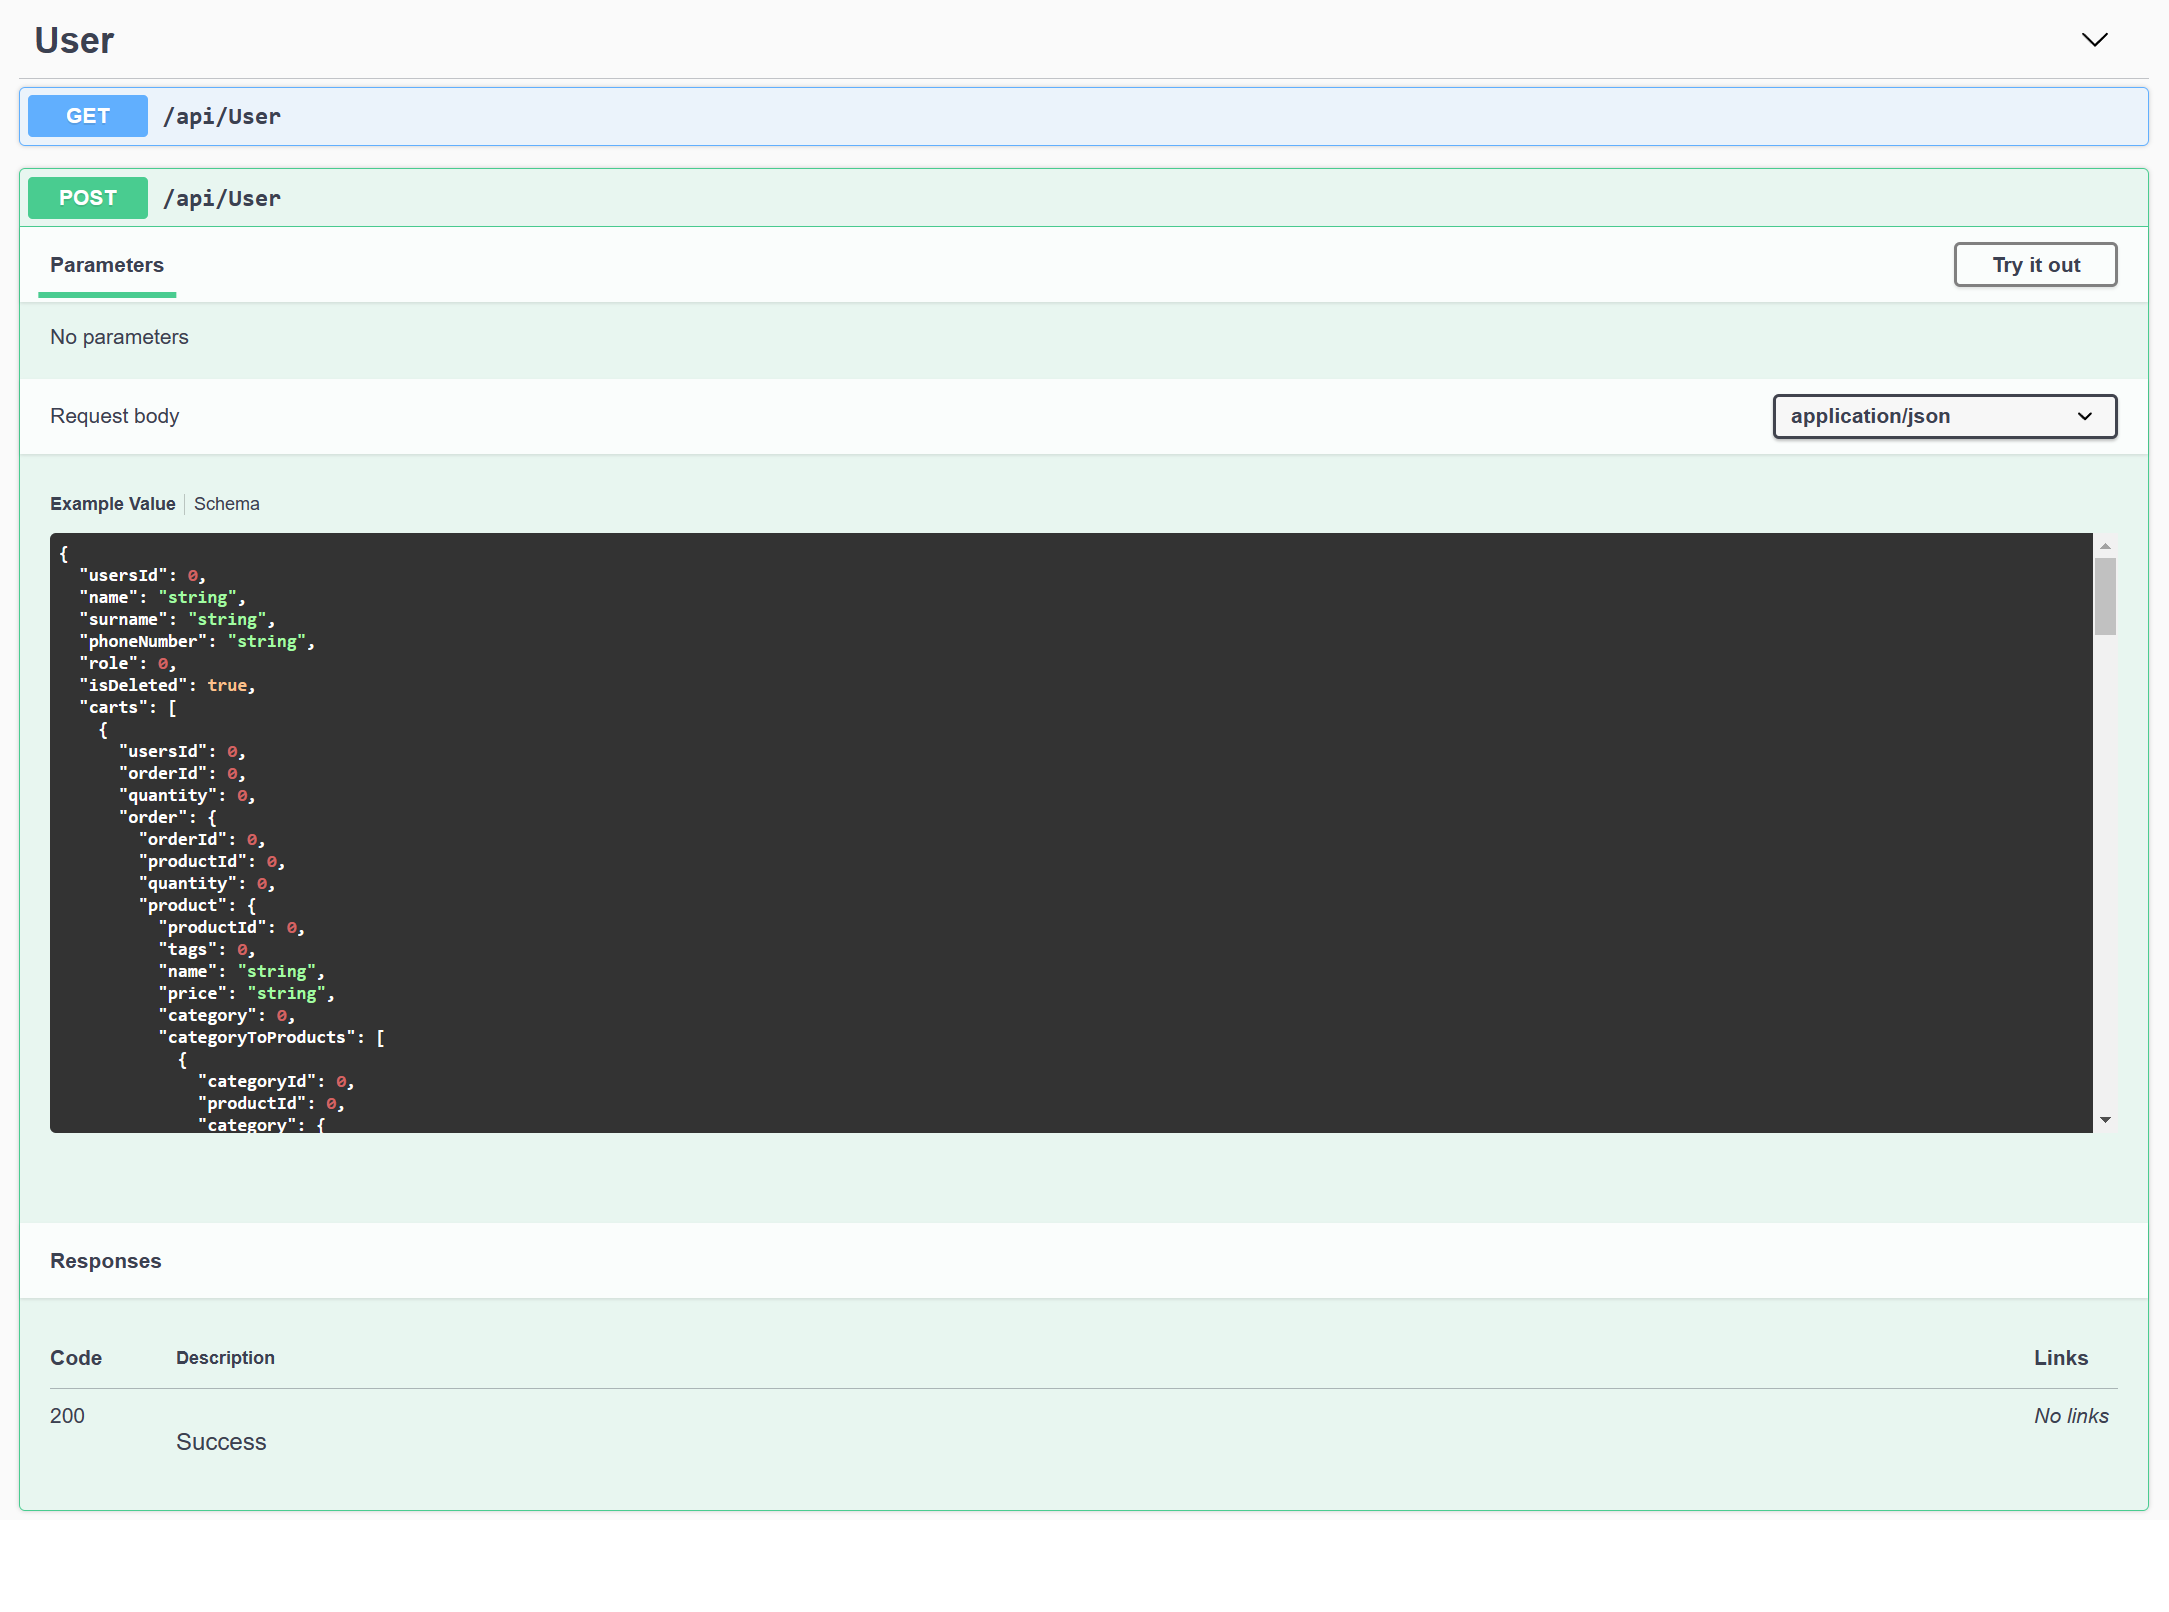 User
GET /api/User
POST /api/User
Parameters
Try it out
No parameters
Request body
application/json
Example Value Schema
{
  "usersId": 0,
  "name": "string",
  "surname": "string",
  "phoneNumber": "string",
  "role": 0,
  "isDeleted": true,
  "carts": [
    {
      "usersId": 0,
      "orderId": 0,
      "quantity": 0,
      "order": {
        "orderId": 0,
        "productId": 0,
        "quantity": 0,
        "product": {
          "productId": 0,
          "tags": 0,
          "name": "string",
          "price": "string",
          "category": 0,
          "categoryToProducts": [
            {
              "categoryId": 0,
              "productId": 0,
              "category": {
Responses
Code Description Links
200 No links
Success